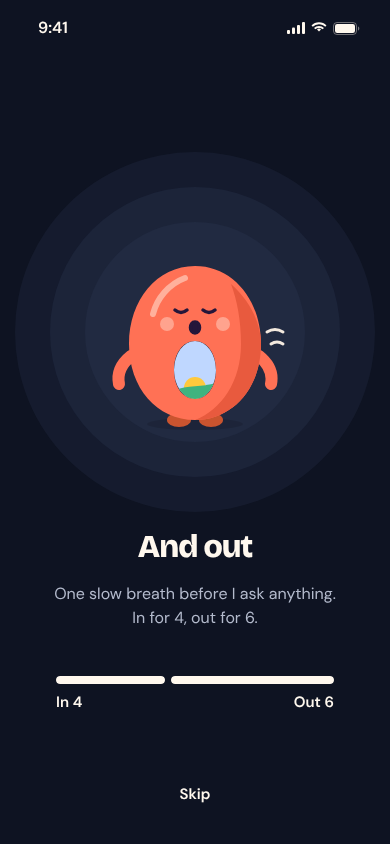 9:41
And out
One slow breath before I ask anything.
In for 4, out for 6.
In 4
Out 6
Skip